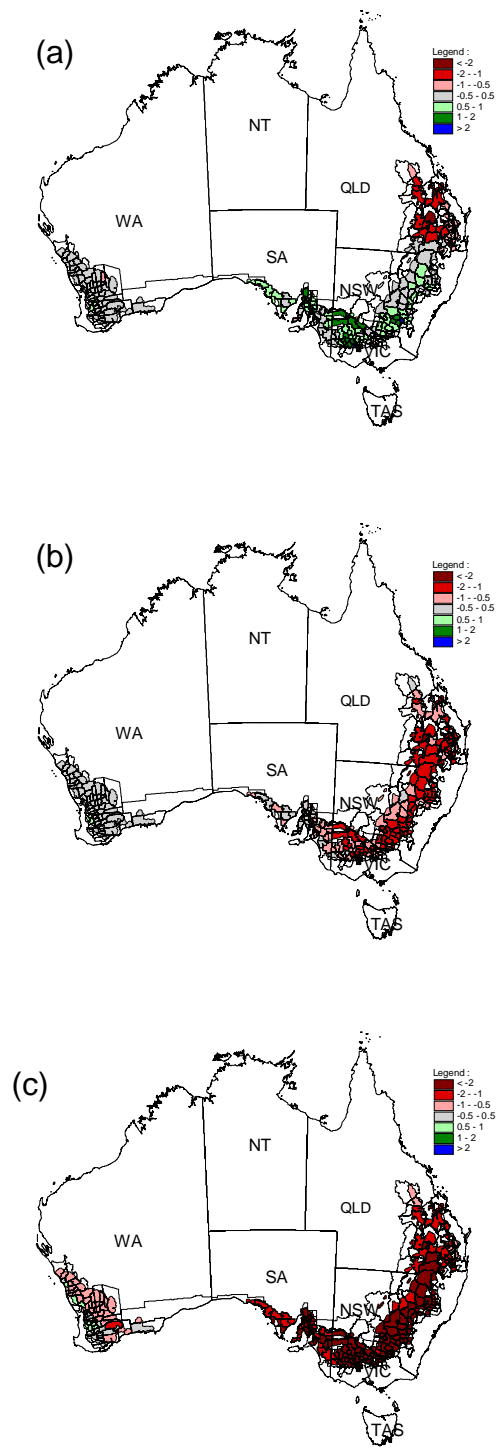 (a)
Legend :
< -2
-2 - -1
-1 - -0.5
-0.5 - 0.5
0.5 - 1
1 - 2
> 2
NT
QLD
WA
SA
NSW
VIC
TAS
(b)
Legend :
< -2
-2 - -1
-1 - -0.5
-0.5 - 0.5
0.5 - 1
1 - 2
> 2
NT
QLD
WA
SA
NSW
VIC
TAS
(c)
Legend :
< -2
-2 - -1
-1 - -0.5
-0.5 - 0.5
0.5 - 1
1 - 2
> 2
NT
QLD
WA
SA
NSW
VIC
TAS